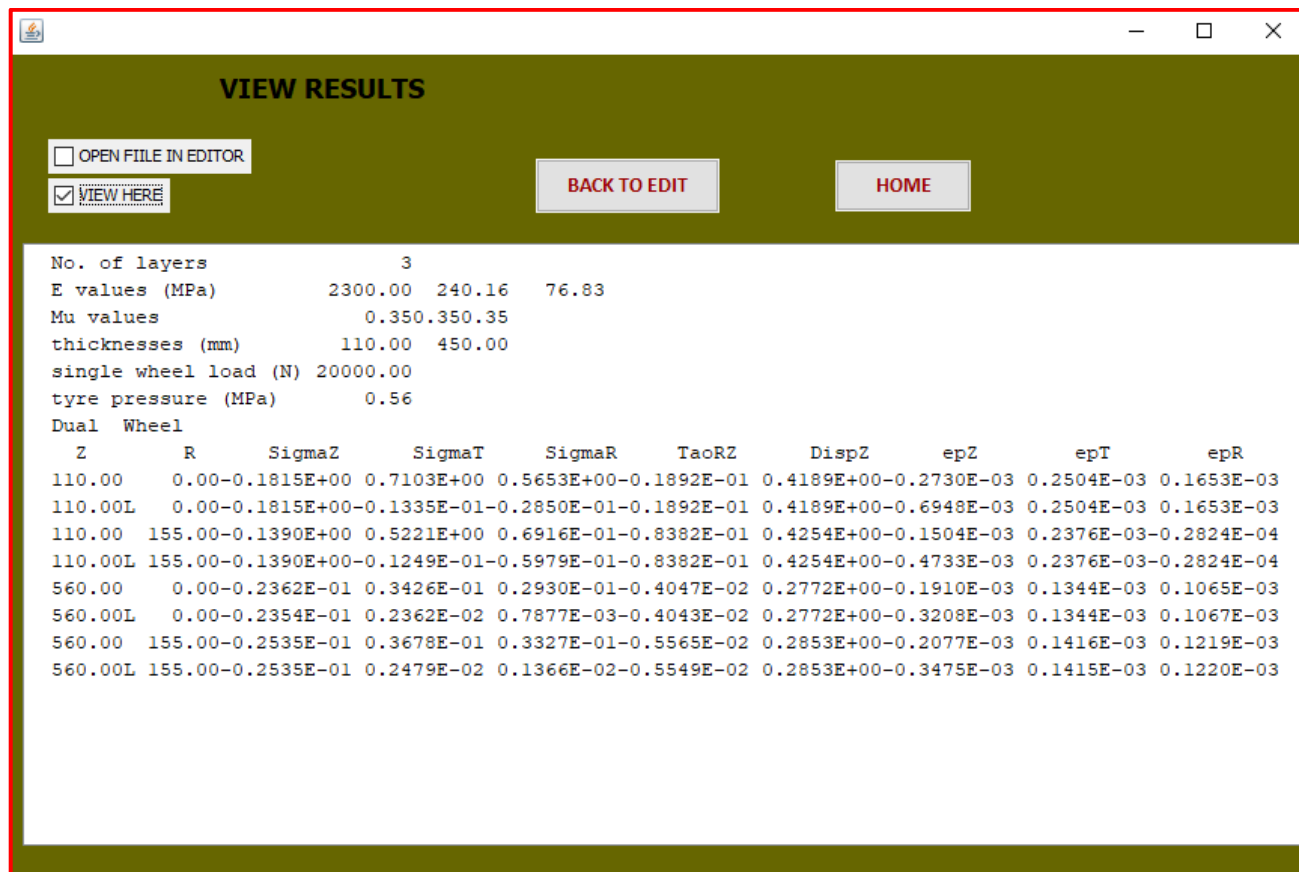 VIEW RESULTS
OPEN FIILE IN EDITOR
VIEW HERE
BACK TO EDIT
HOME
No. of layers 3
E values (MPa) 2300.00 240.16 76.83
Mu values 0.350.350.35
thicknesses (mm) 110.00 450.00
single wheel load (N) 20000.00
tyre pressure (MPa) 0.56
Dual Wheel
Z R SigmaZ SigmaT SigmaR TaoRZ DispZ epZ epT epR
110.00 0.00-0.1815E+00 0.7103E+00 0.5653E+00-0.1892E-01 0.4189E+00-0.2730E-03 0.2504E-03 0.1653E-03
110.00L 0.00-0.1815E+00-0.1335E-01-0.2850E-01-0.1892E-01 0.4189E+00-0.6948E-03 0.2504E-03 0.1653E-03
110.00 155.00-0.1390E+00 0.5221E+00 0.6916E-01-0.8382E-01 0.4254E+00-0.1504E-03 0.2376E-03-0.2824E-04
110.00L 155.00-0.1390E+00-0.1249E-01-0.5979E-01-0.8382E-01 0.4254E+00-0.4733E-03 0.2376E-03-0.2824E-04
560.00 0.00-0.2362E-01 0.3426E-01 0.2930E-01-0.4047E-02 0.2772E+00-0.1910E-03 0.1344E-03 0.1065E-03
560.00L 0.00-0.2354E-01 0.2362E-02 0.7877E-03-0.4043E-02 0.2772E+00-0.3208E-03 0.1344E-03 0.1067E-03
560.00 155.00-0.2535E-01 0.3678E-01 0.3327E-01-0.5565E-02 0.2853E+00-0.2077E-03 0.1416E-03 0.1219E-03
560.00L 155.00-0.2535E-01 0.2479E-02 0.1366E-02-0.5549E-02 0.2853E+00-0.3475E-03 0.1415E-03 0.1220E-03